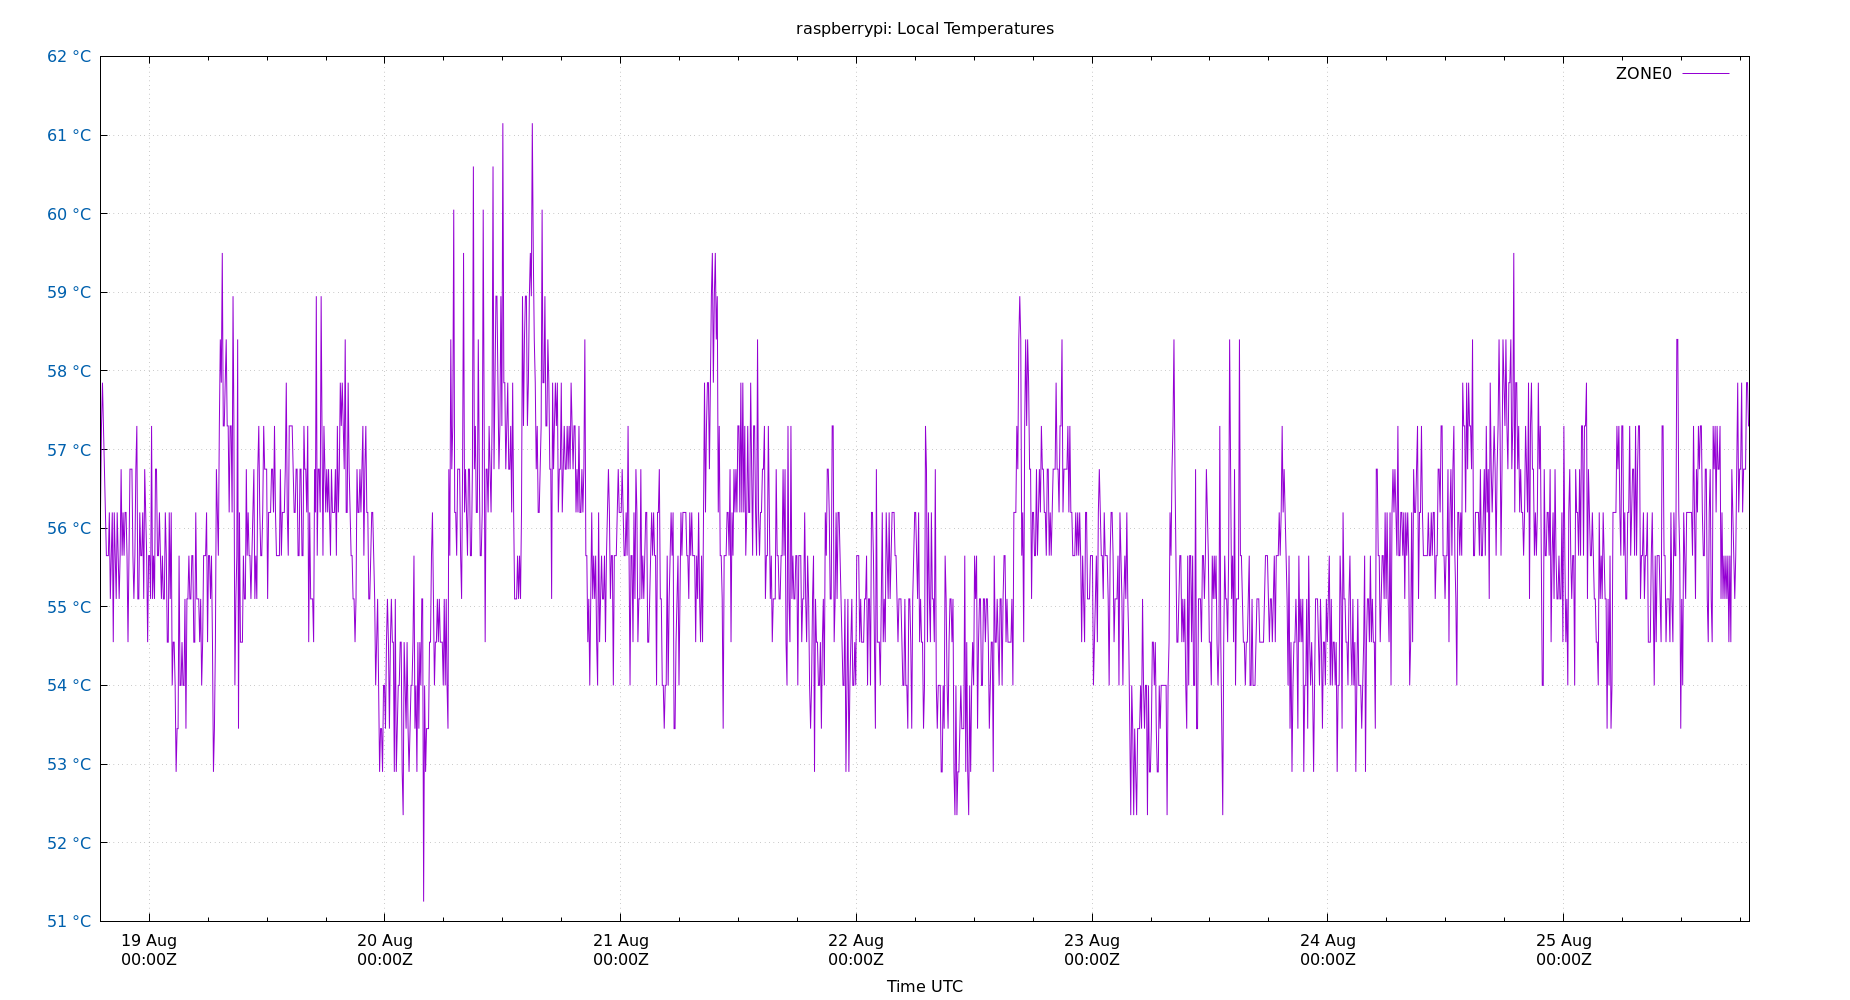 raspberrypi: Local Temperatures
62 °C
ZONE0
61 °C
60 °C
59 °C
58 °C
57 °C
56 °C
55 °C
54 °C
53 °C
52 °C
51 °C
19 Aug 20 Aug 21 Aug 22 Aug 23 Aug 24 Aug 25 Aug
00:00Z 00:00Z 00:00Z 00:00Z 00:00Z 00:00Z 00:00Z
Time UTC